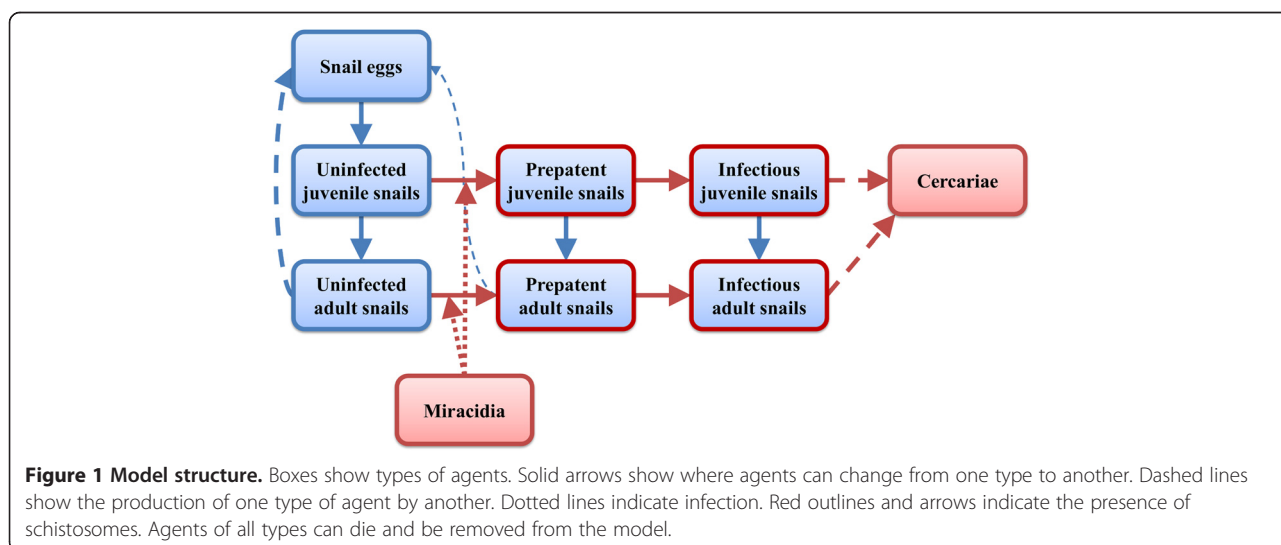 Snail eggs
Uninfected
juvenile snails
Prepatent
juvenile snails
Infectious
juvenile snails
Cercariae
Uninfected
adult snails
Prepatent
adult snails
Infectious
adult snails
Miracidia
Figure 1 Model structure. Boxes show types of agents. Solid arrows show where agents can change from one type to another. Dashed lines
show the production of one type of agent by another. Dotted lines indicate infection. Red outlines and arrows indicate the presence of
schistosomes. Agents of all types can die and be removed from the model.